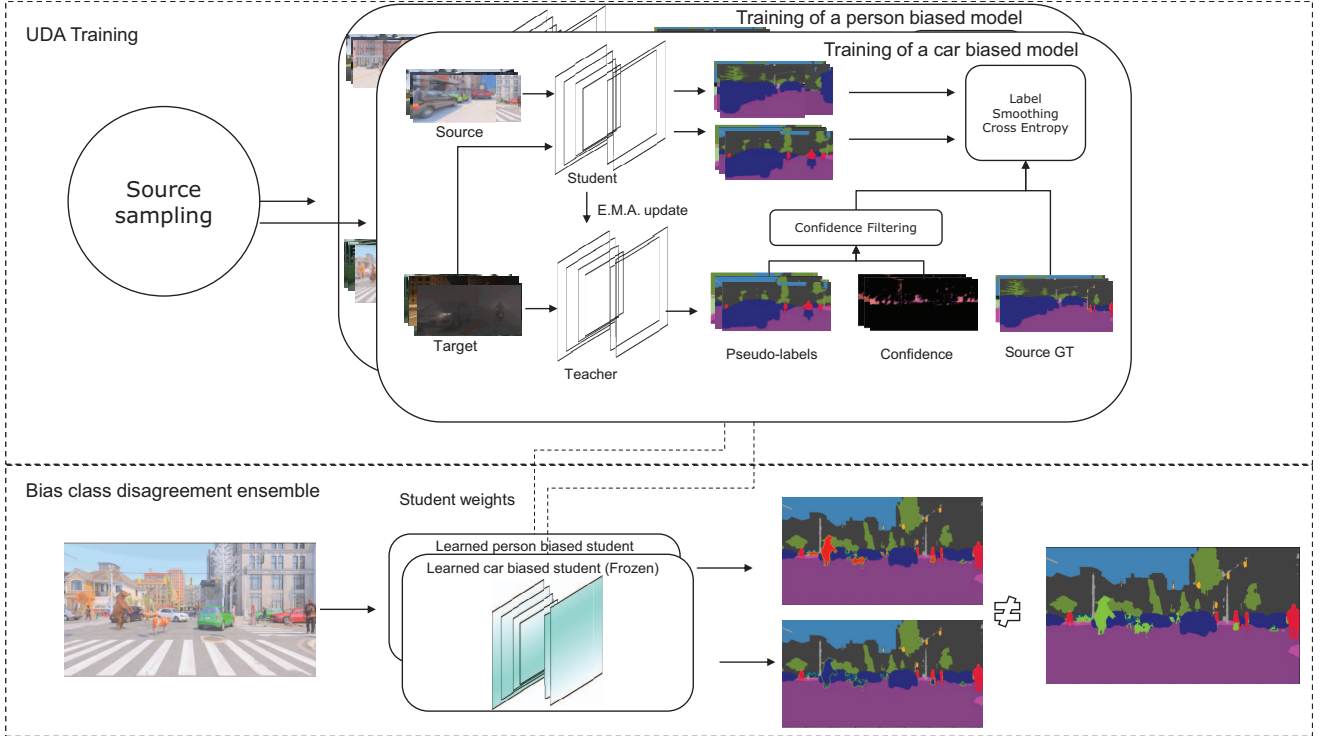 UDA Training
Training of a person biased model
Training of a car biased model
Source
sampling
Source
Student
Label
Smoothing
Cross Entropy
E.M.A. update
Confidence Filtering
Target
Teacher
Pseudo-labels
Confidence
Source GT
Bias class disagreement ensemble
Student weights
Learned person biased student
Learned car biased student (Frozen)
≠